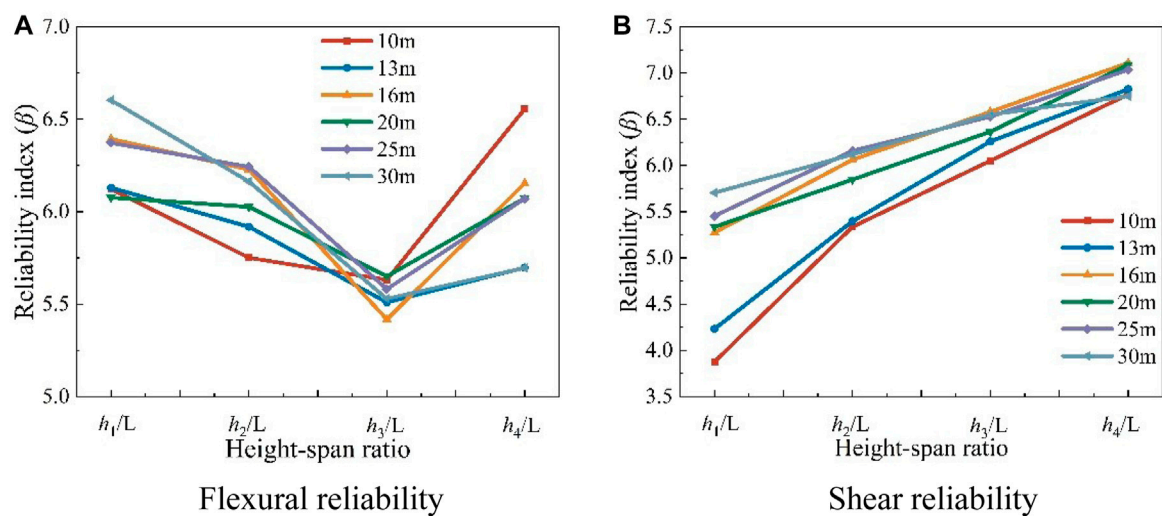 A
7.0
6.5
6.0
5.5
5.0
Reliability index (β)
10m
13m
16m
20m
25m
30m
h₁/L h₂/L h₃/L h₄/L
Height-span ratio
Flexural reliability
B
7.5
7.0
6.5
6.0
5.5
5.0
4.5
4.0
3.5
Reliability index (β)
10m
13m
16m
20m
25m
30m
h₁/L h₂/L h₃/L h₄/L
Height-span ratio
Shear reliability